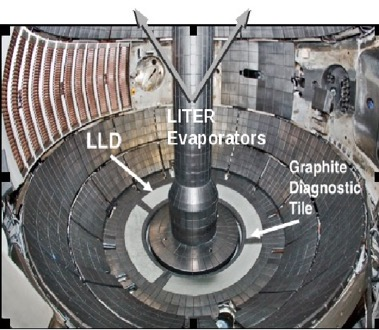 LITER
Evaporators
LLD
Graphite
Diagnostic
Tile